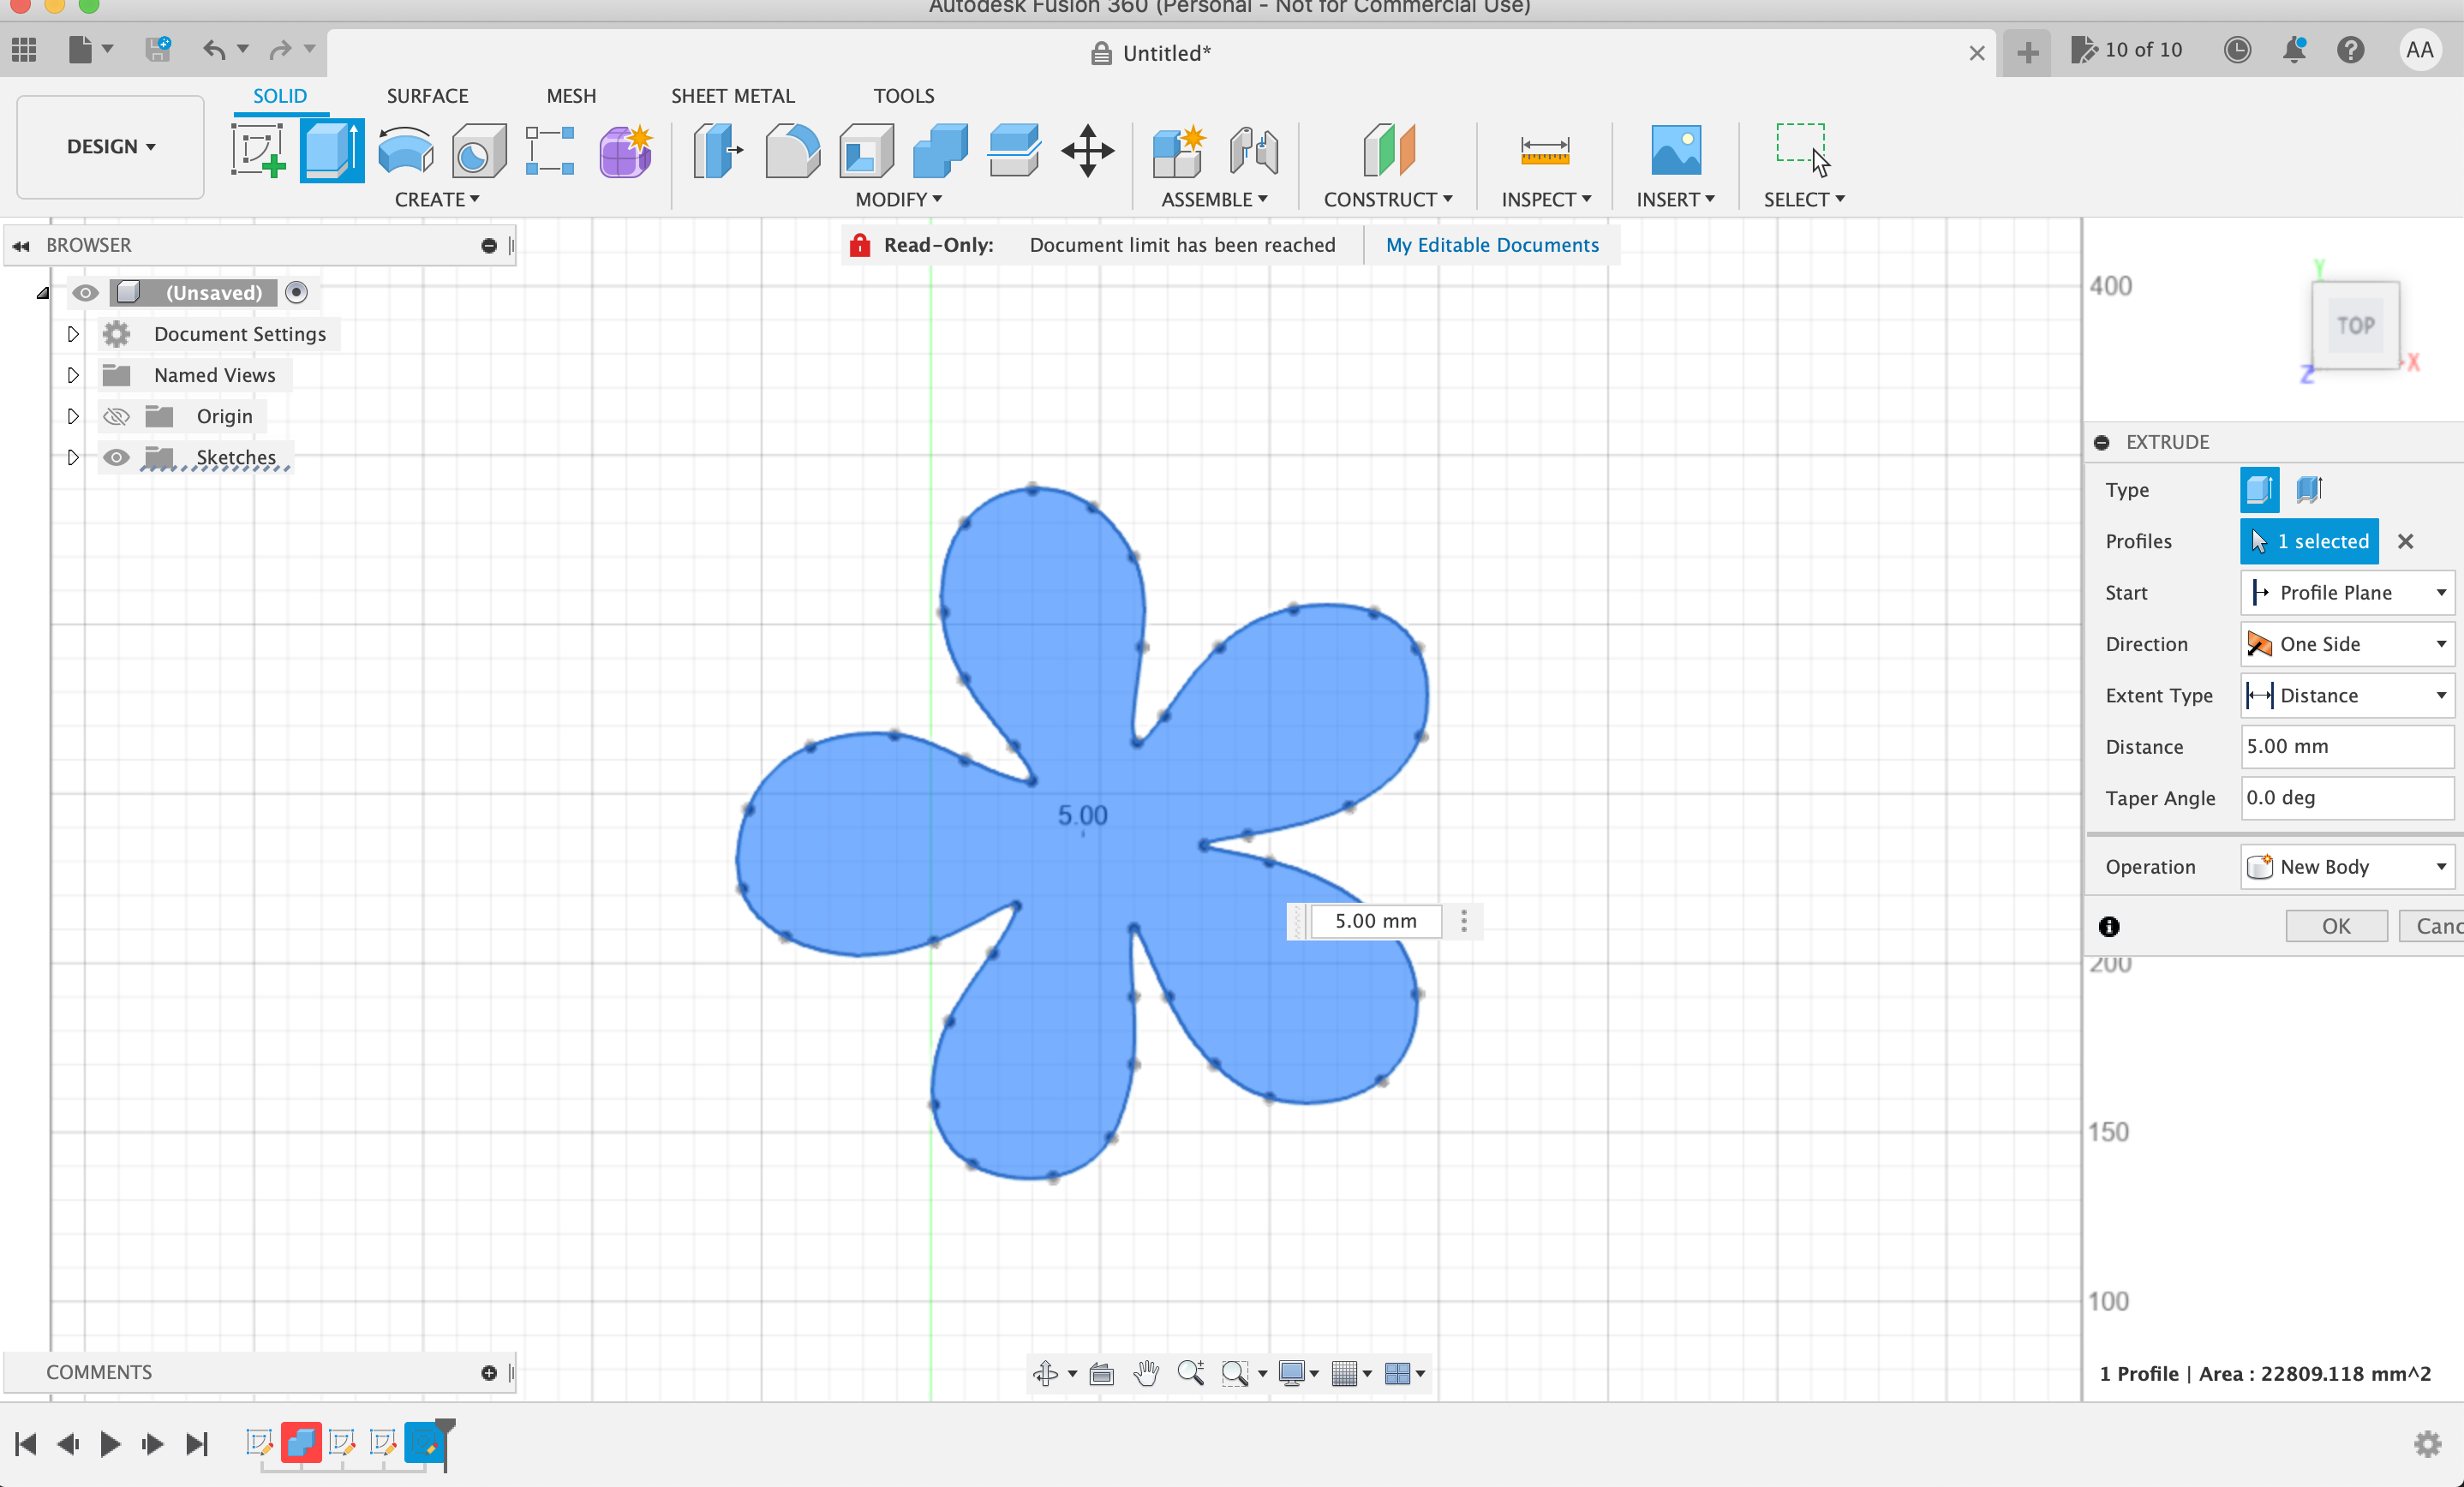 Autodesk Fusion 360 (Personal - Not for Commercial Use)
Untitled*
10 of 10
AA
DESIGN
SOLID
SURFACE
MESH
SHEET METAL
TOOLS
CREATE
MODIFY
ASSEMBLE
CONSTRUCT
INSPECT
INSERT
SELECT
BROWSER
Read-Only: Document limit has been reached
My Editable Documents
(Unsaved)
Document Settings
Named Views
Origin
Sketches
400
Y
TOP
X
Z
EXTRUDE
Type
Profiles 1 selected
Start Profile Plane
Direction One Side
Extent Type Distance
Distance 5.00 mm
Taper Angle 0.0 deg
Operation New Body
OK
Canc
5.00
5.00 mm
200
150
100
COMMENTS
1 Profile | Area : 22809.118 mm^2